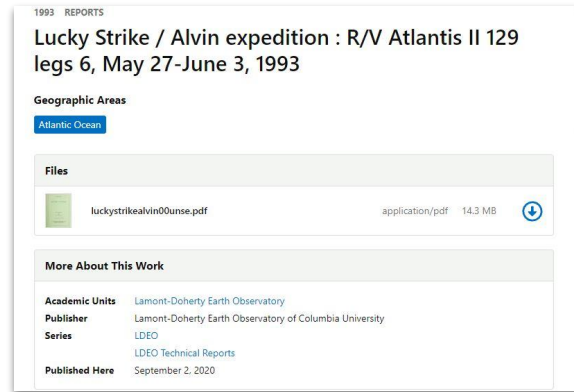 1993 REPORTS
Lucky Strike / Alvin expedition : R/V Atlantis II 129
legs 6, May 27-June 3, 1993
Geographic Areas
Atlantic Ocean
Files
luckystrikealvin00unse.pdf application/pdf 14.3 MB
More About This Work
Academic Units Lamont-Doherty Earth Observatory
Publisher Lamont-Doherty Earth Observatory of Columbia University
Series LDEO
LDEO Technical Reports
Published Here September 2, 2020